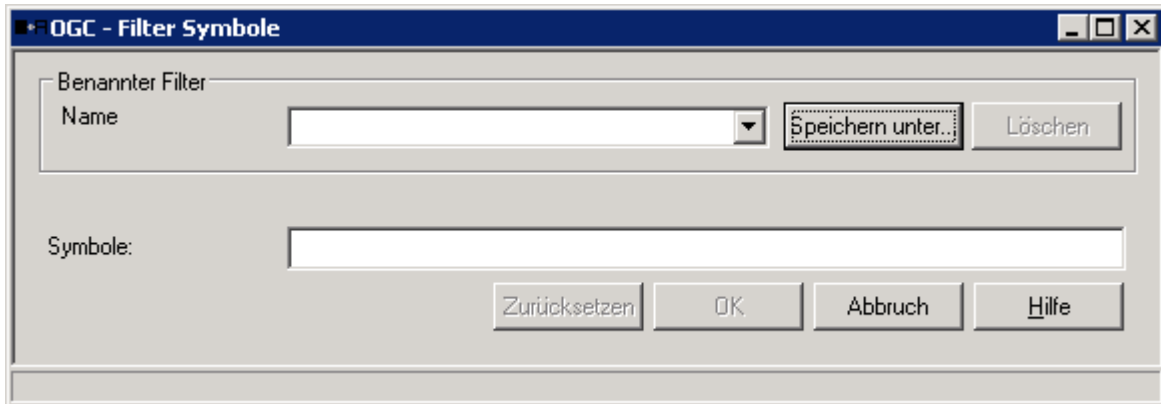 OGC - Filter Symbole
Benannter Filter
Name
Speichern unter...
Löschen
Symbole:
Zurücksetzen
OK
Abbruch
Hilfe